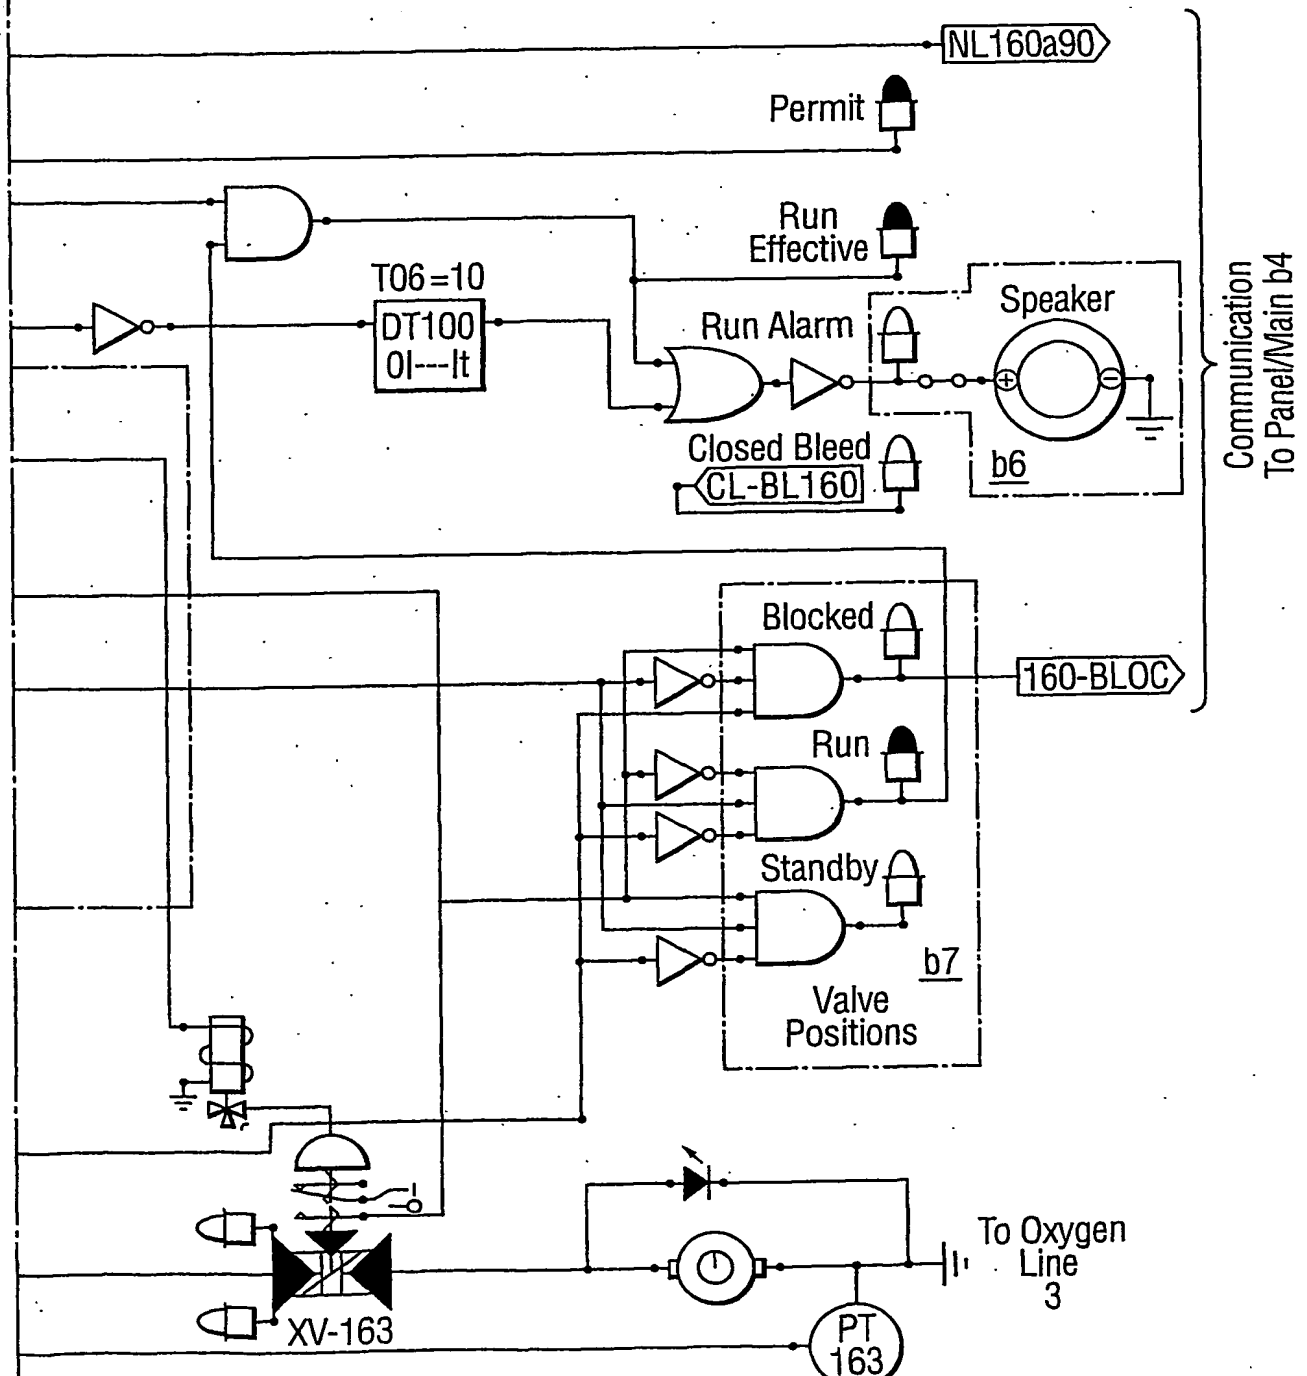 NL160a90
Permit
Run
Effective
T06=10
DT100
0I---It
Run Alarm
Speaker
b6
Closed Bleed
CL-BL160
Communication
To Panel/Main b4
Blocked
160-BLOC
Run
Standby
b7
Valve
Positions
XV-163
To Oxygen
Line
3
PT
163